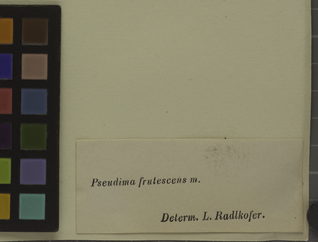 Pseudima frutescens m.
Determ. L. Radlkofer.